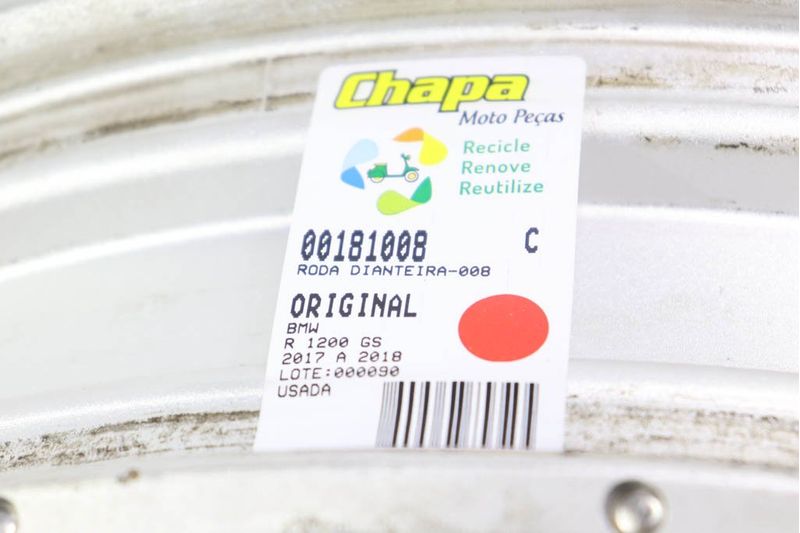 Chapa
Moto Peças
Recicle
Renove
Reutilize
00181008 C
RODA DIANTEIRA-008
ORIGINAL
BMW
R 1200 GS
2017 A 2018
LOTE:000090
USADA